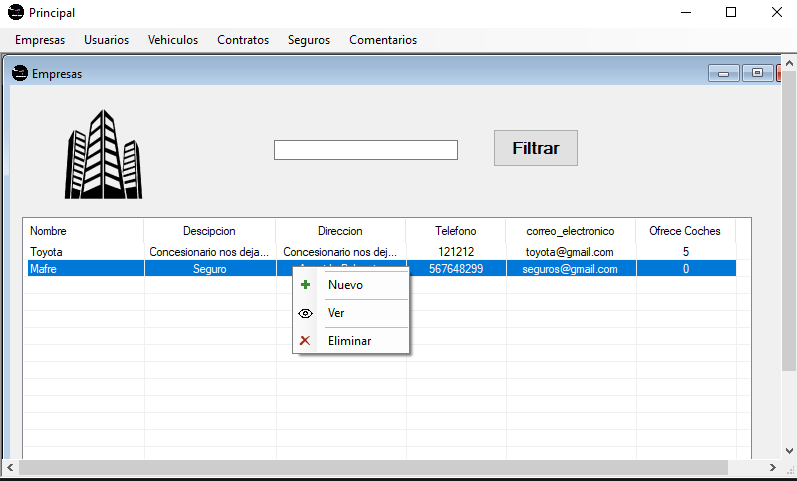 Principal
Empresas Usuarios Vehiculos Contratos Seguros Comentarios
Empresas
Filtrar
Nombre Descipcion Direccion Telefono correo_electronico Ofrece Coches
Toyota Concesionario nos deja... Concesionario nos dej... 121212 toyota@gmail.com 5
Mafre Seguro 567648299 seguros@gmail.com 0
Nuevo
Ver
Eliminar